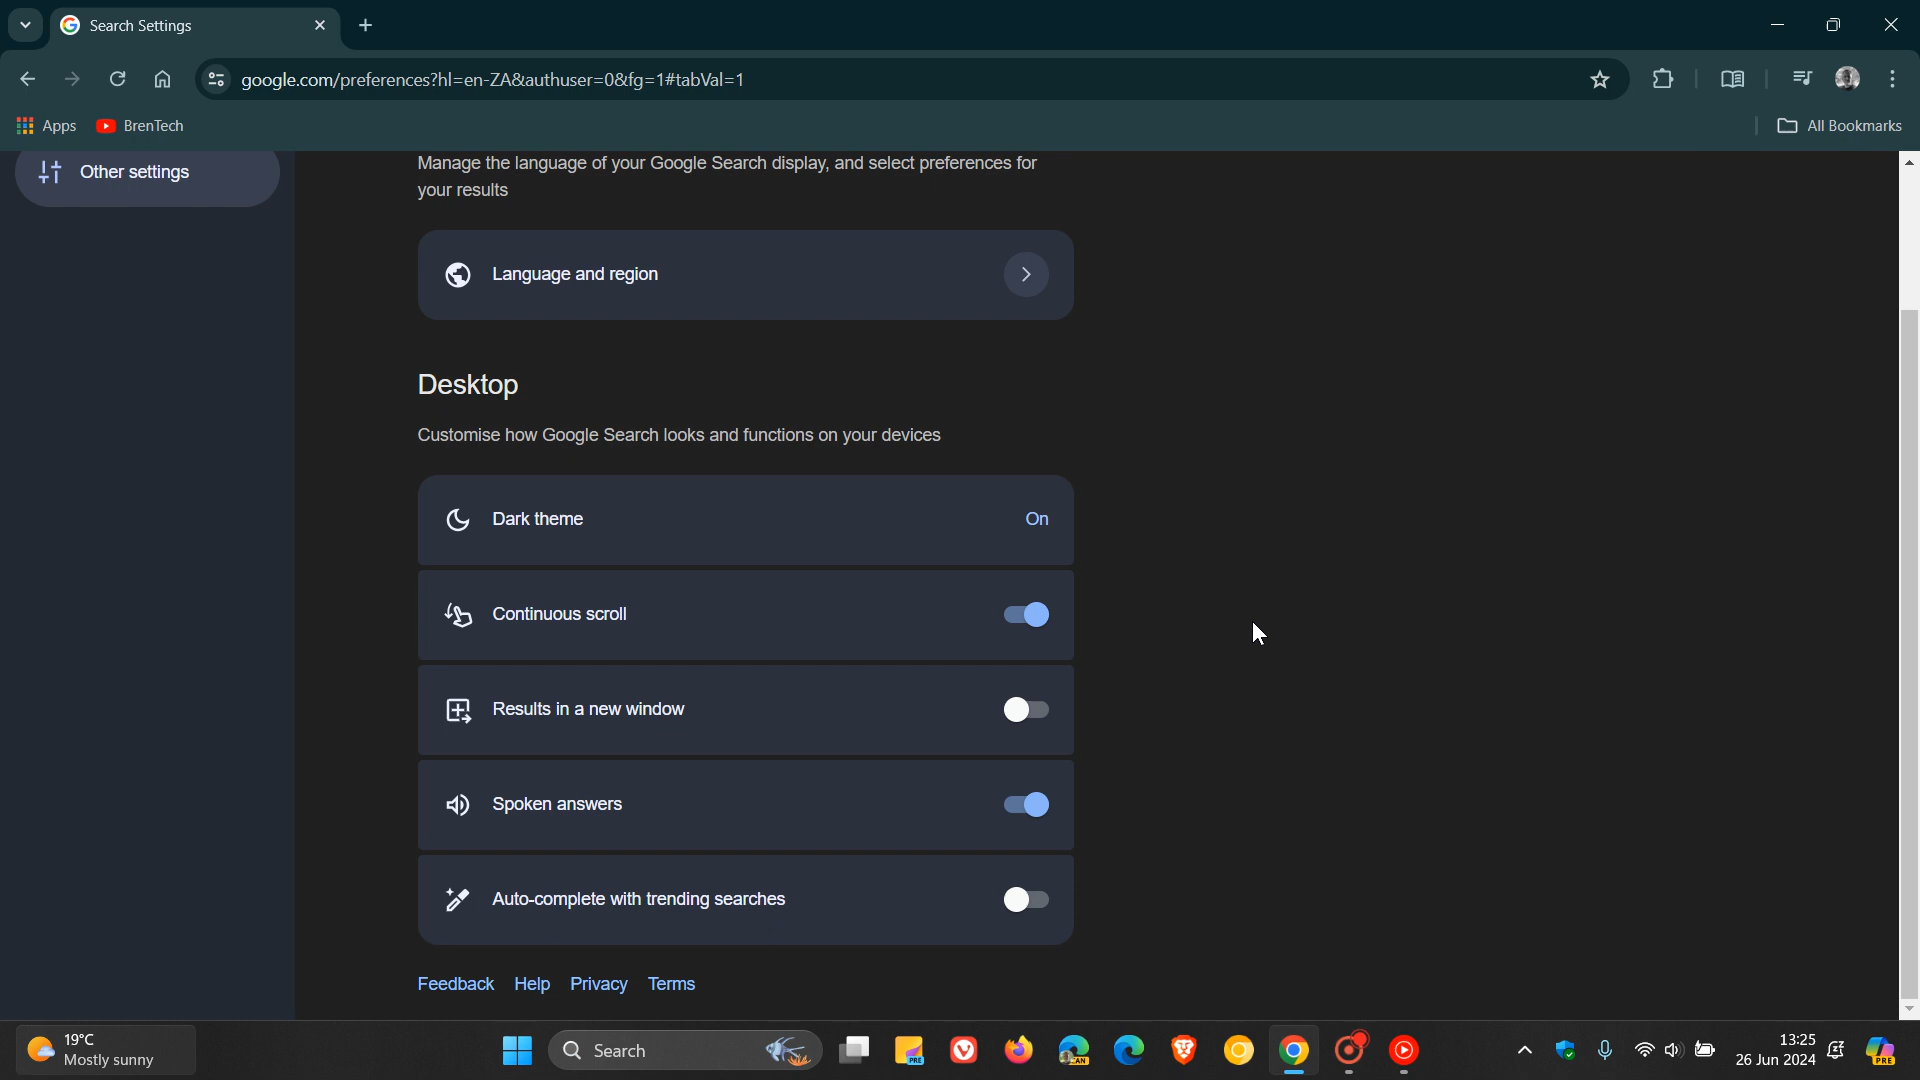 Search Settings
google.com/preferences?hl=en-ZA&authuser=0&fg=1#tabVal=1
Apps
BrenTech
All Bookmarks
Other settings
Manage the language of your Google Search display, and select preferences for
your results
Language and region
Desktop
Customise how Google Search looks and functions on your devices
Dark theme
On
Continuous scroll
Results in a new window
Spoken answers
Auto-complete with trending searches
Feedback Help Privacy Terms
19°C
Mostly sunny
Search
PRE
CAN
13:25
26 Jun 2024
PRE